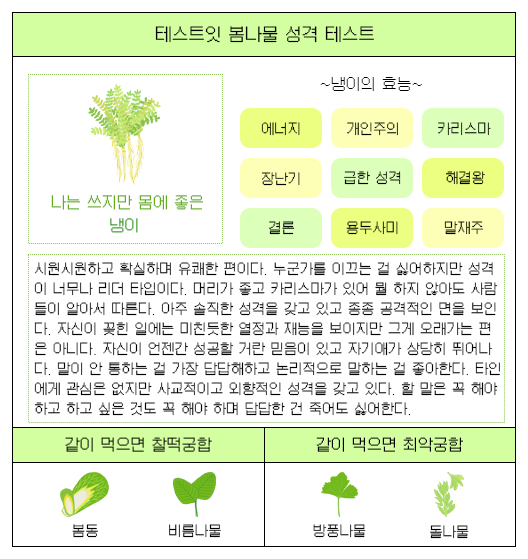 테스트잇 봄나물 성격 테스트
~냉이의 효능~
나는 쓰지만 몸에 좋은
냉이
에너지 개인주의 카리스마
장난기 급한 성격 해결왕
결론 용두사미 말재주
시원시원하고 확실하며 유쾌한 편이다. 누군가를 이끄는 걸 싫어하지만 성격
이 너무나 리더 타입이다. 머리가 좋고 카리스마가 있어 뭘 하지 않아도 사람
들이 알아서 따른다. 아주 솔직한 성격을 갖고 있고 종종 공격적인 면을 보인
다. 자신이 꽂힌 일에는 미친듯한 열정과 재능을 보이지만 그게 오래가는 편
은 아니다. 자신이 언젠간 성공할 거란 믿음이 있고 자기애가 상당히 뛰어나
다. 말이 안 통하는 걸 가장 답답해하고 논리적으로 말하는 걸 좋아한다. 타인
에게 관심은 없지만 사교적이고 외향적인 성격을 갖고 있다. 할 말은 꼭 해야
하고 하고 싶은 것도 꼭 해야 하며 답답한 건 죽어도 싫어한다.
같이 먹으면 찰떡궁합 같이 먹으면 최악궁합
봄동 비름나물 방풍나물 돌나물